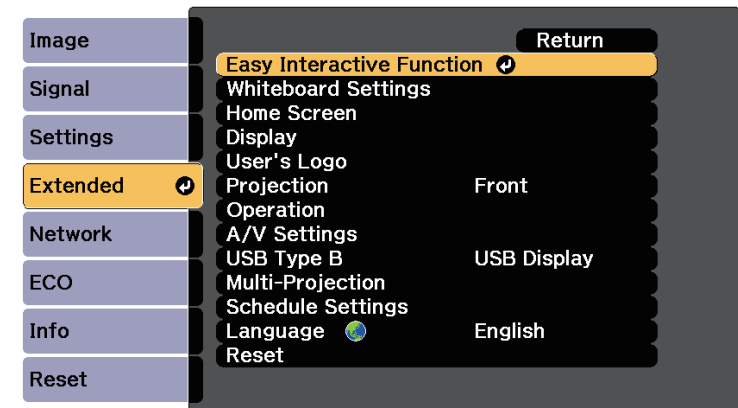 Image
Signal
Settings
Extended
Network
ECO
Info
Reset
Return
Easy Interactive Function
Whiteboard Settings
Home Screen
Display
User's Logo
Projection Front
Operation
A/V Settings
USB Type B USB Display
Multi-Projection
Schedule Settings
Language English
Reset